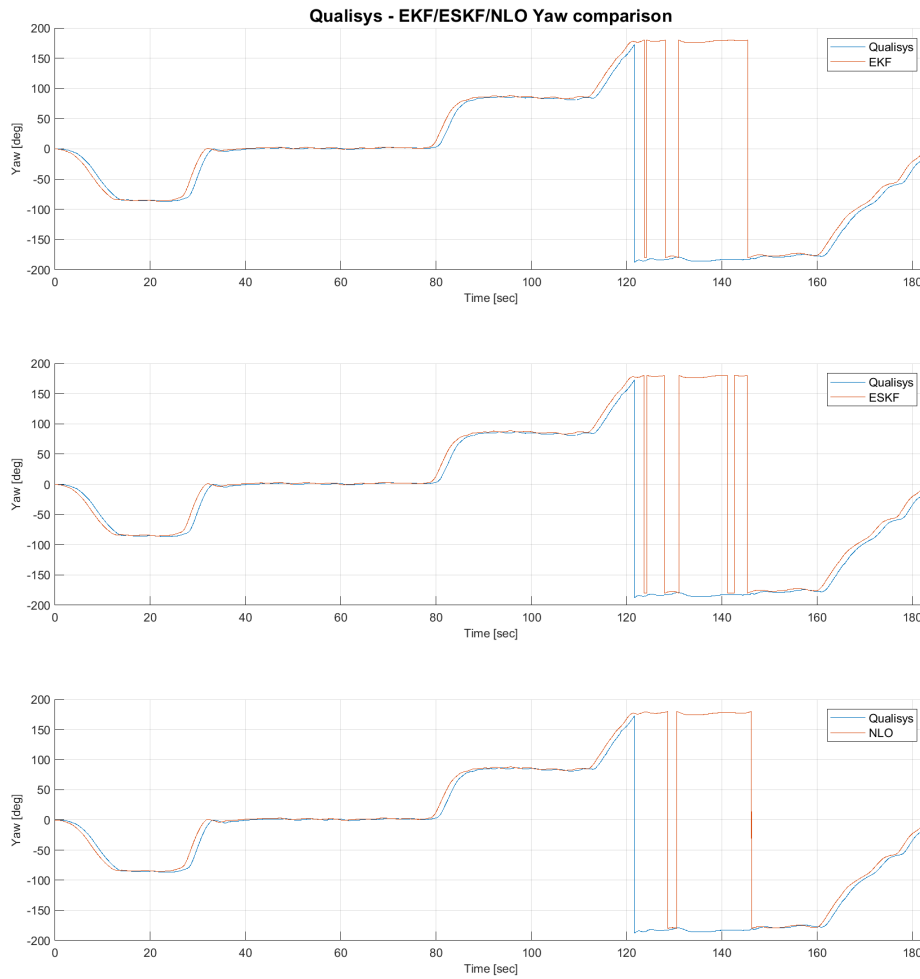 Qualisys - EKF/ESKF/NLO Yaw comparison
200
150
100
50
0
-50
-100
-150
-200
Yaw [deg]
Qualisys
EKF
0 20 40 60 80 100 120 140 160 180
Time [sec]
200
150
100
50
0
-50
-100
-150
-200
Yaw [deg]
Qualisys
ESKF
0 20 40 60 80 100 120 140 160 180
Time [sec]
200
150
100
50
0
-50
-100
-150
-200
Yaw [deg]
Qualisys
NLO
0 20 40 60 80 100 120 140 160 180
Time [sec]